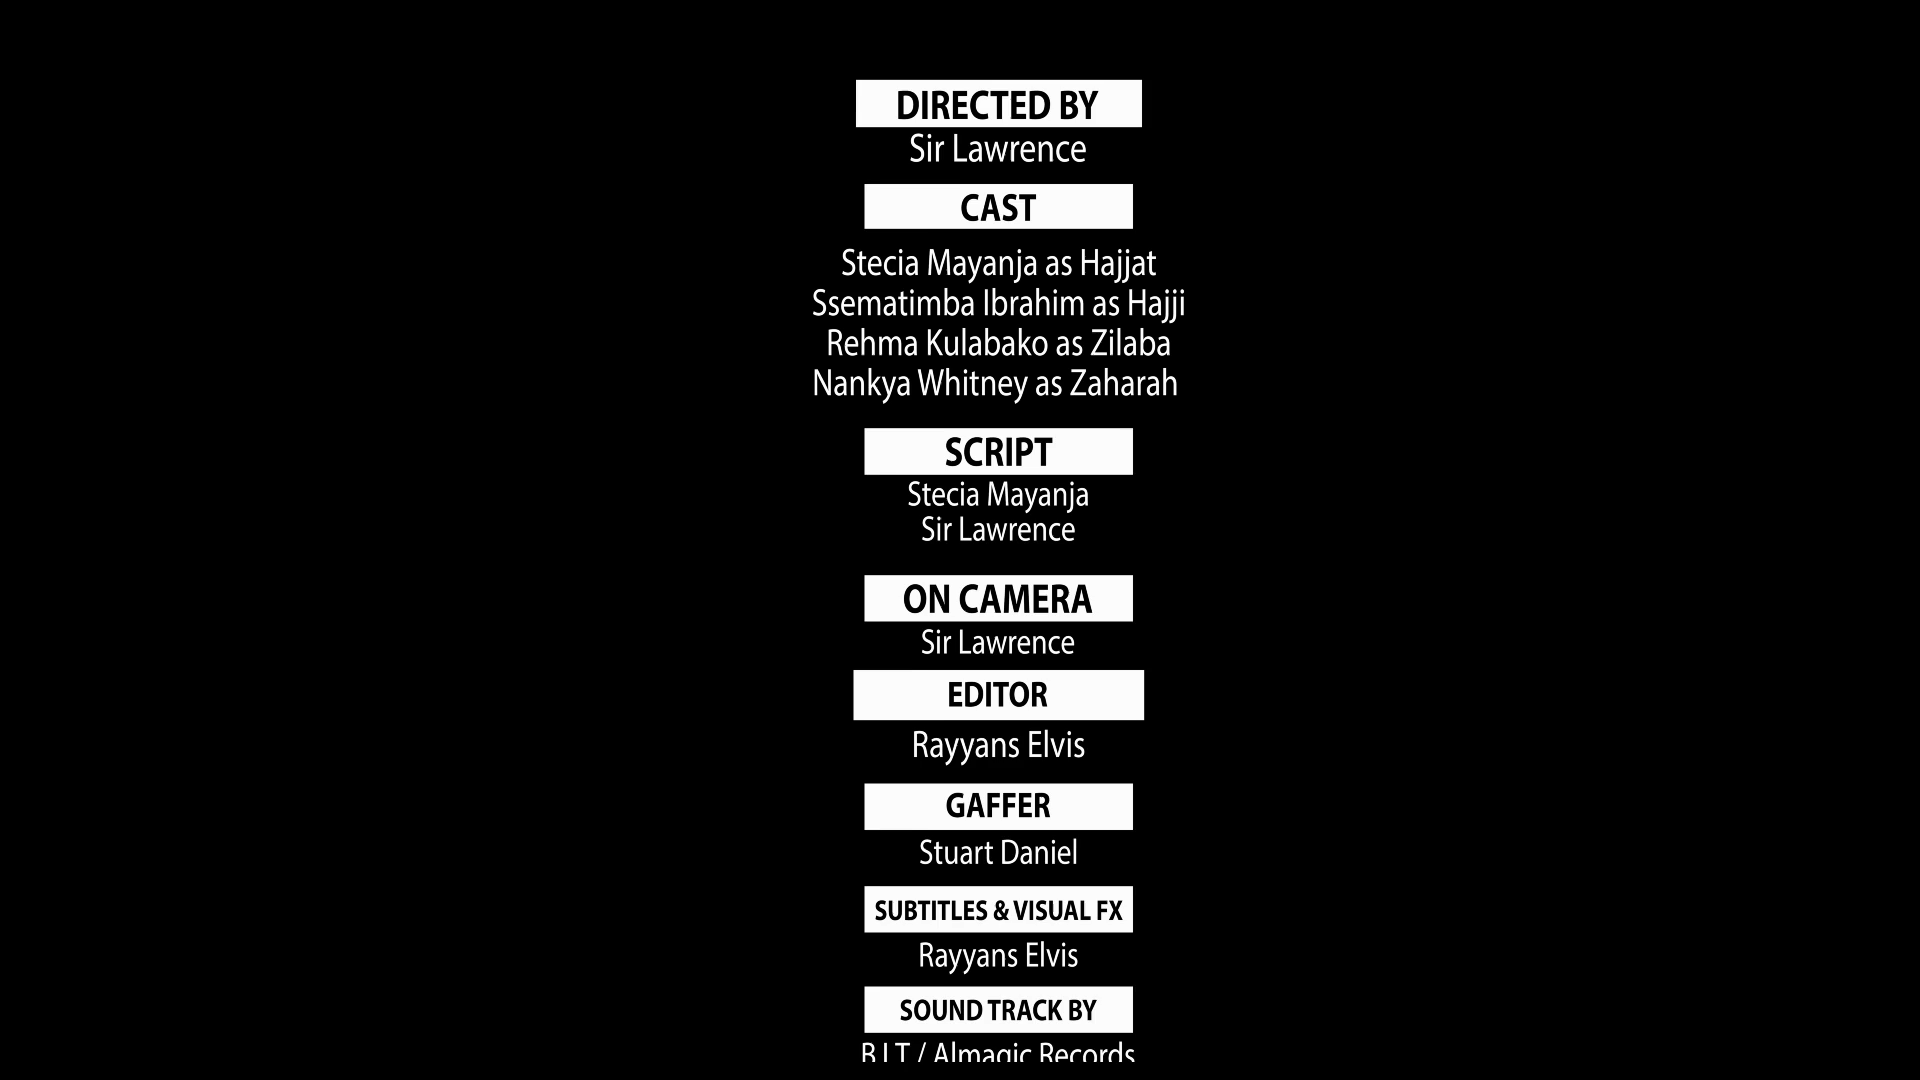 DIRECTED BY
Sir Lawrence
CAST
Stecia Mayanja as Hajjat
Ssematimba Ibrahim as Hajji
Rehma Kulabako as Zilaba
Nankya Whitney as Zaharah
SCRIPT
Stecia Mayanja
Sir Lawrence
ON CAMERA
Sir Lawrence
EDITOR
Rayyans Elvis
GAFFER
Stuart Daniel
SUBTITLES & VISUAL FX
Rayyans Elvis
SOUND TRACK BY
B.I.T / Almagic Records